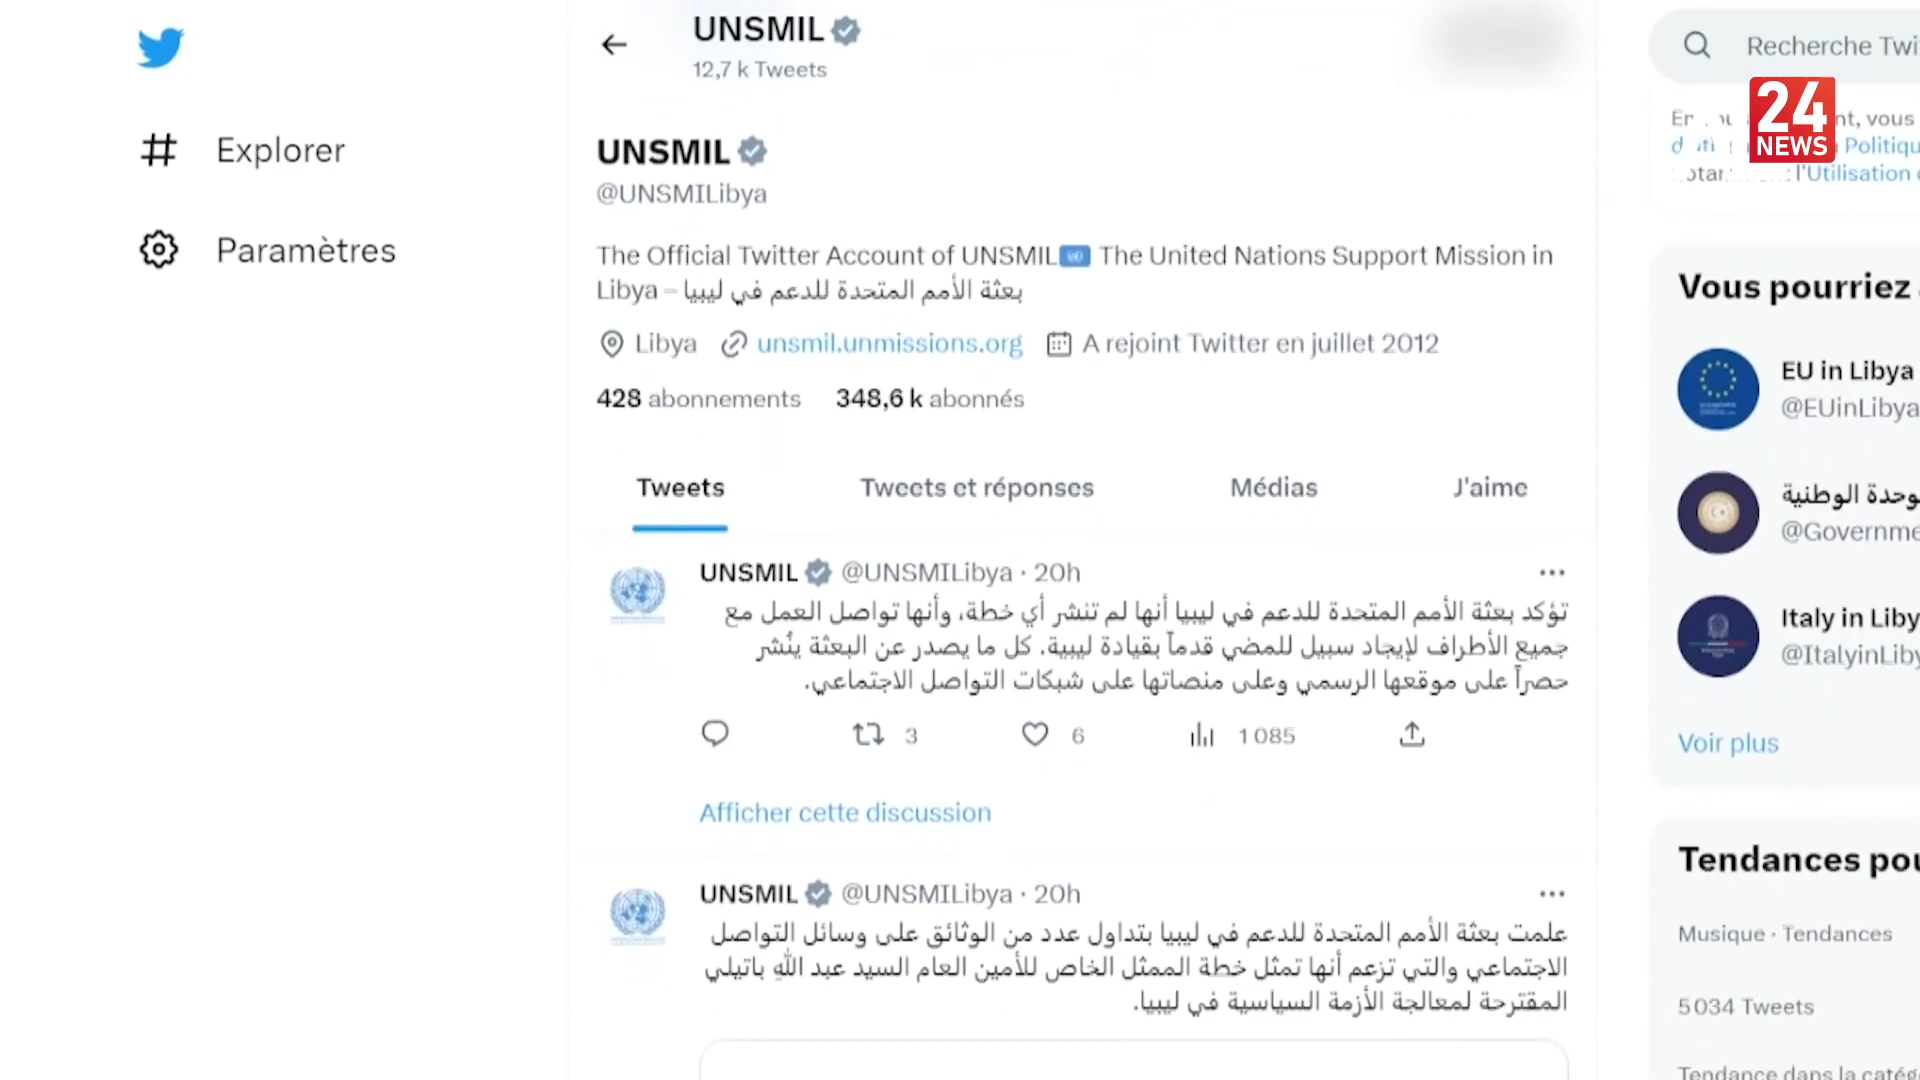 UNSMIL
12,7 k Tweets
Explorer
Paramètres
UNSMIL
@UNSMILibya
The Official Twitter Account of UNSMIL The United Nations Support Mission in
Libya – بعثة الأمم المتحدة للدعم في ليبيا
Libya unsmil.unmissions.org A rejoint Twitter en juillet 2012
428 abonnements 348,6 k abonnés
Tweets Tweets et réponses Médias J'aime
UNSMIL @UNSMILibya · 20h
تؤكد بعثة الأمم المتحدة للدعم في ليبيا أنها لم تنشر أي خطة، وأنها تواصل العمل مع
جميع الأطراف لإيجاد سبيل للمضي قدماً بقيادة ليبية. كل ما يصدر عن البعثة يُنشر
حصراً على موقعها الرسمي وعلى منصاتها على شبكات التواصل الاجتماعي.
3 6 1 085
Afficher cette discussion
UNSMIL @UNSMILibya · 20h
علمت بعثة الأمم المتحدة للدعم في ليبيا بتداول عدد من الوثائق على وسائل التواصل
الاجتماعي والتي تزعم أنها تمثل خطة الممثل الخاص للأمين العام السيد عبد الله باتيلي
المقترحة لمعالجة الأزمة السياسية في ليبيا.
Recherche
24
NEWS
vous
l'Utilisation
Vous pourriez
EU in Libya
@EUinLibya
الوطنية
Italy in
Voir plus
Tendances
Musique · Tendances
5 034 Tweets
Tendance dans la